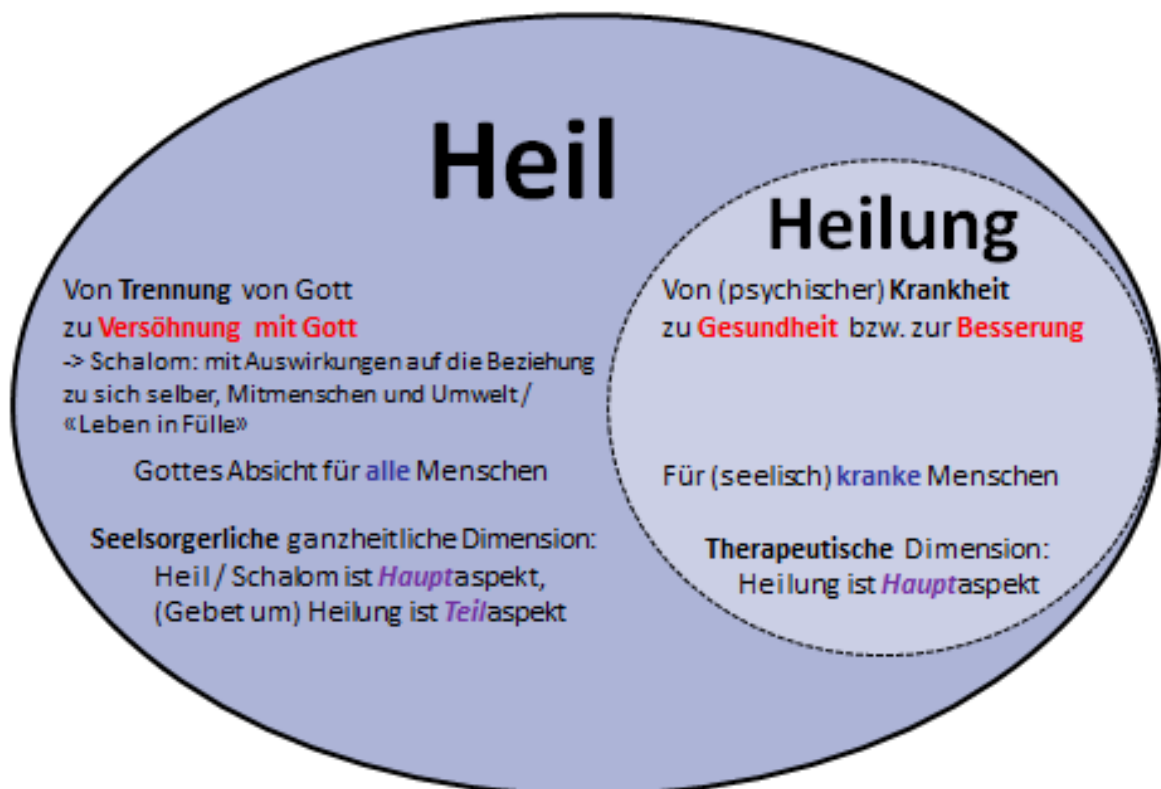 Heil
Von Trennung von Gott
zu Versöhnung mit Gott
-> Schalom: mit Auswirkungen auf die Beziehung
zu sich selber, Mitmenschen und Umwelt /
«Leben in Fülle»
Gottes Absicht für alle Menschen
Seelsorgerliche ganzheitliche Dimension:
Heil / Schalom ist Hauptaspekt,
(Gebet um) Heilung ist Teilaspekt
Heilung
Von (psychischer) Krankheit
zu Gesundheit bzw. zur Besserung
Für (seelisch) kranke Menschen
Therapeutische Dimension:
Heilung ist Hauptaspekt